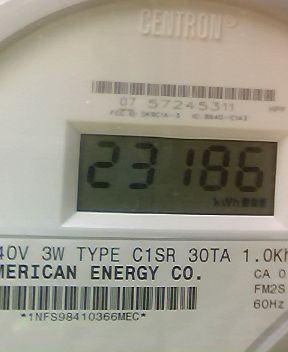 CENTRON®
07 57245311
23186
kWh
40V 3W TYPE C1SR 30TA 1.0Kh
MERICAN ENERGY CO.
CA 0
FM2S
60Hz
*1NFS98410366MEC*